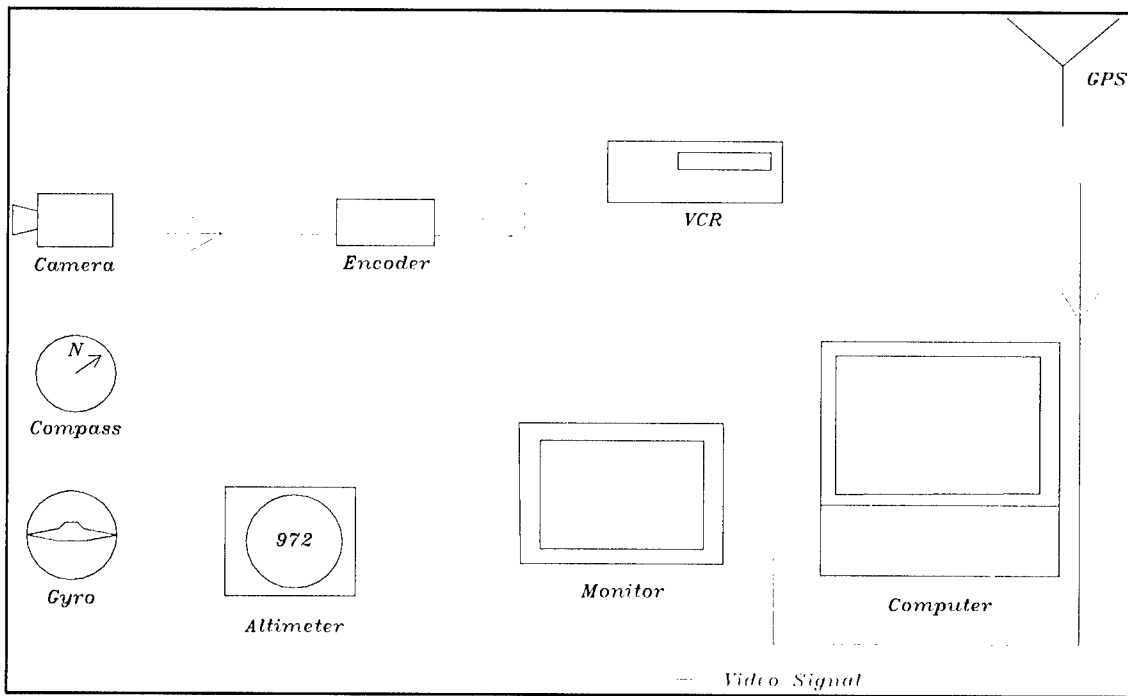 GPS
VCR
Camera
Encoder
N
Compass
972
Gyro
Altimeter
Monitor
Computer
Video Signal